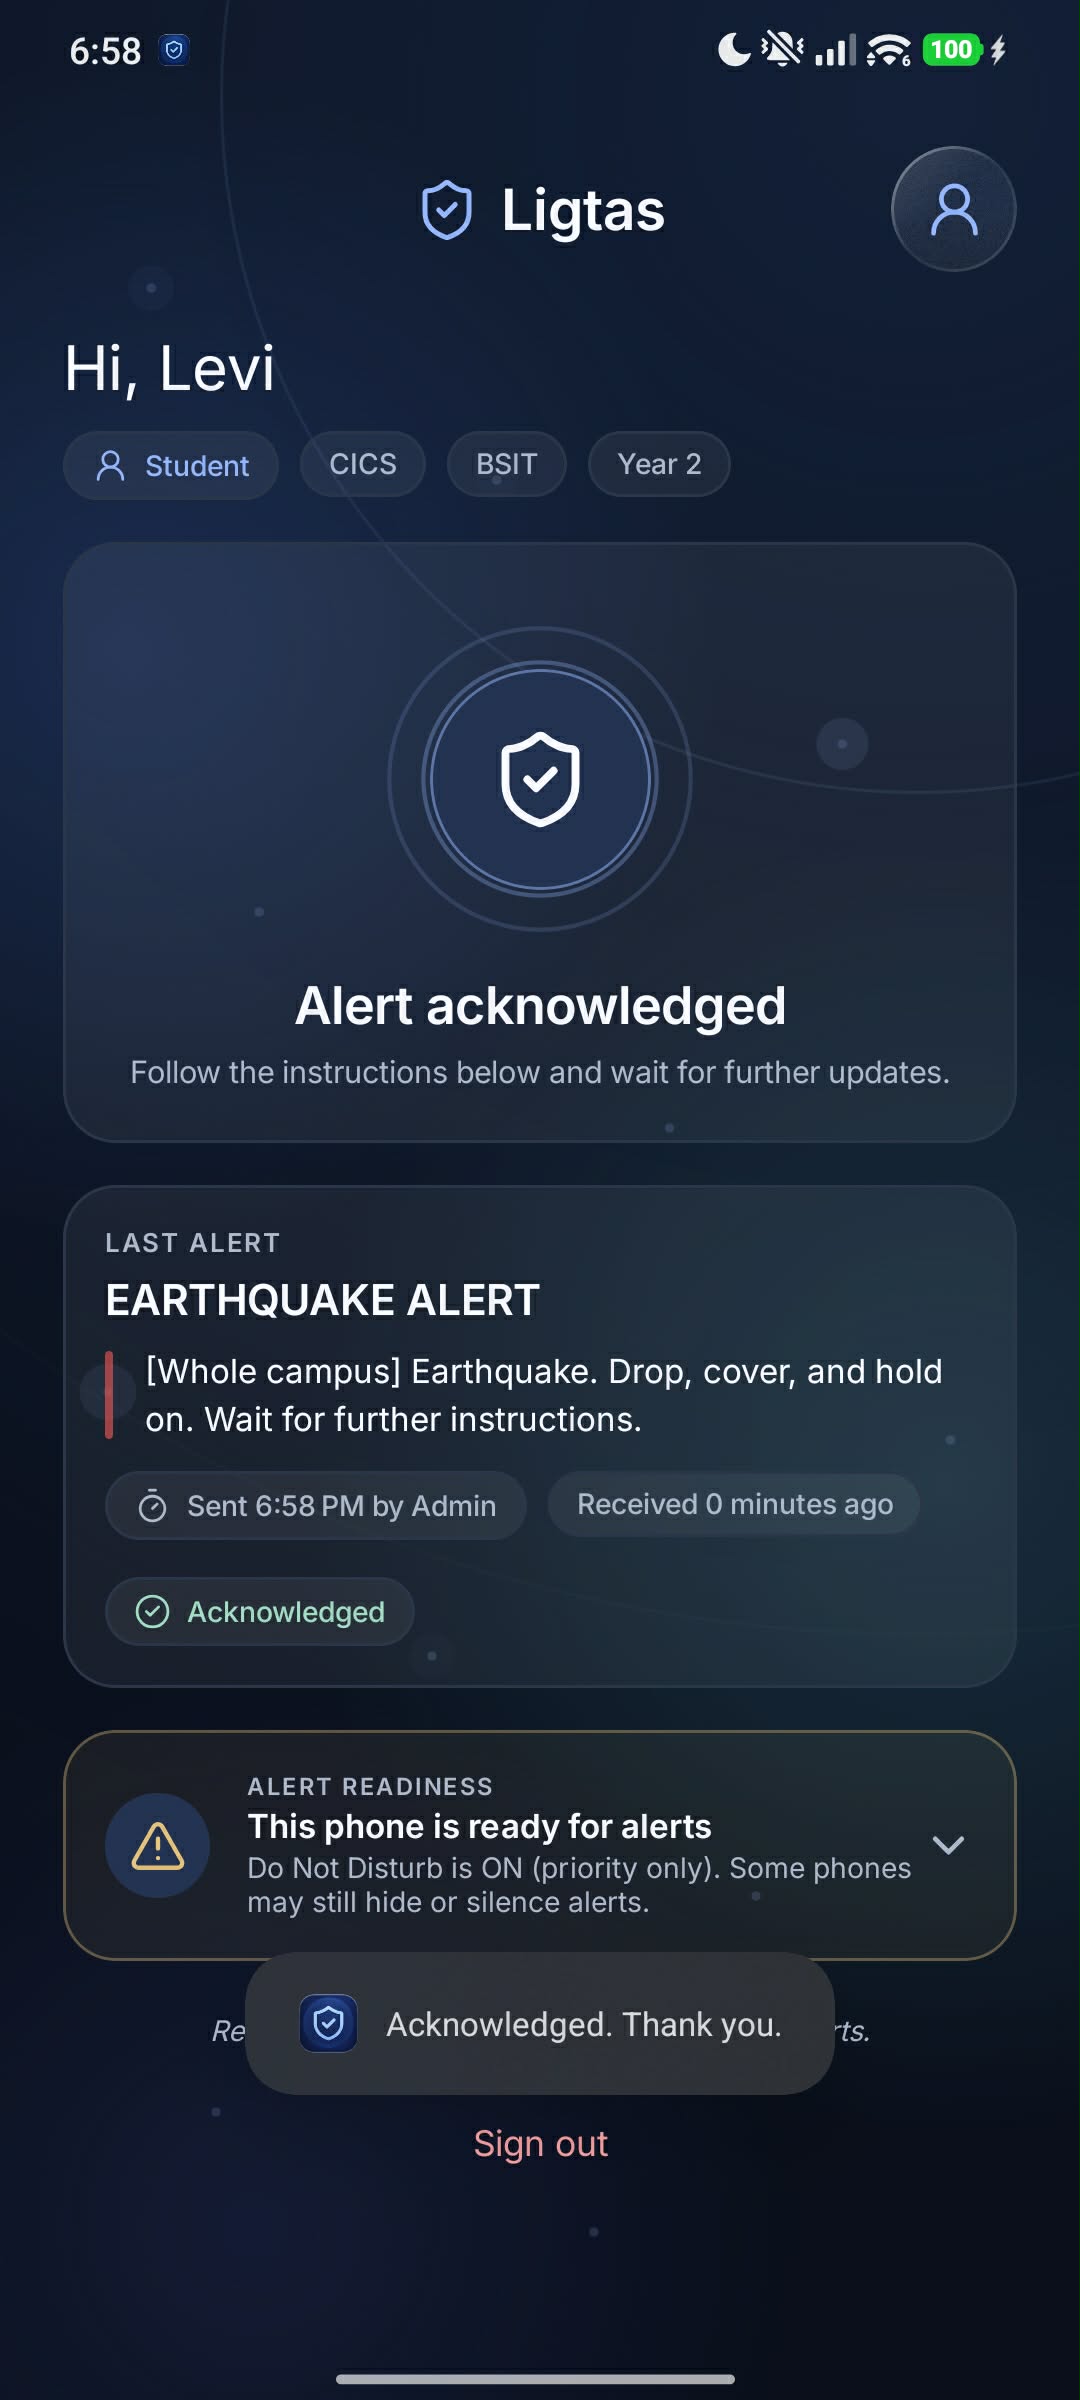 6:58
6
100
Ligtas
Hi, Levi
Student
CICS
BSIT
Year 2
Alert acknowledged
Follow the instructions below and wait for further updates.
LAST ALERT
EARTHQUAKE ALERT
[Whole campus] Earthquake. Drop, cover, and hold
on. Wait for further instructions.
Sent 6:58 PM by Admin
Received 0 minutes ago
Acknowledged
ALERT READINESS
This phone is ready for alerts
Do Not Disturb is ON (priority only). Some phones
may still hide or silence alerts.
Acknowledged. Thank you.
Sign out